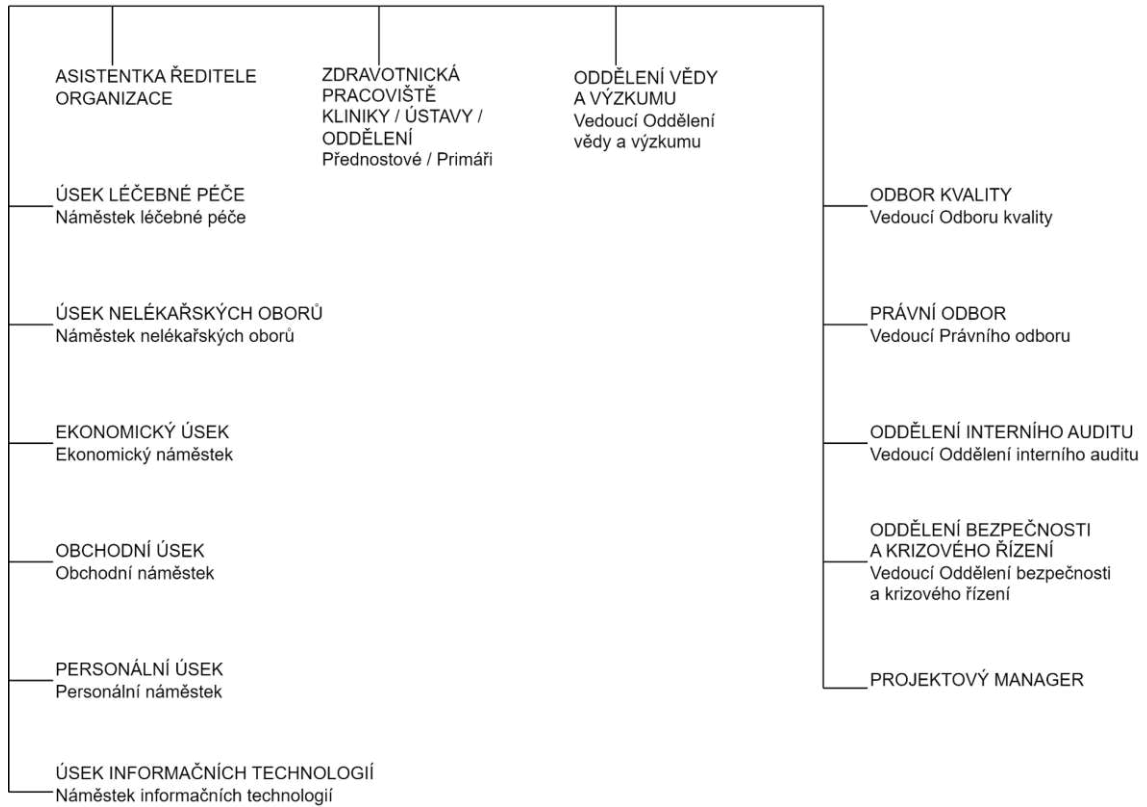 ASISTENTKA ŘEDITELE
ORGANIZACE
ZDRAVOTNICKÁ
PRACOVIŠTĚ
KLINIKY / ÚSTAVY /
ODDĚLENÍ
Přednostové / Primáři
ODDĚLENÍ VĚDY
A VÝZKUMU
Vedoucí Oddělení
vědy a výzkumu
ÚSEK LÉČEBNÉ PÉČE
Náměstek léčebné péče
ÚSEK NELÉKAŘSKÝCH OBORŮ
Náměstek nelékařských oborů
EKONOMICKÝ ÚSEK
Ekonomický náměstek
OBCHODNÍ ÚSEK
Obchodní náměstek
PERSONÁLNÍ ÚSEK
Personální náměstek
ÚSEK INFORMAČNÍCH TECHNOLOGIÍ
Náměstek informačních technologií
ODBOR KVALITY
Vedoucí Odboru kvality
PRÁVNÍ ODBOR
Vedoucí Právního odboru
ODDĚLENÍ INTERNÍHO AUDITU
Vedoucí Oddělení interního auditu
ODDĚLENÍ BEZPEČNOSTI
A KRIZOVÉHO ŘÍZENÍ
Vedoucí Oddělení bezpečnosti
a krizového řízení
PROJEKTOVÝ MANAGER